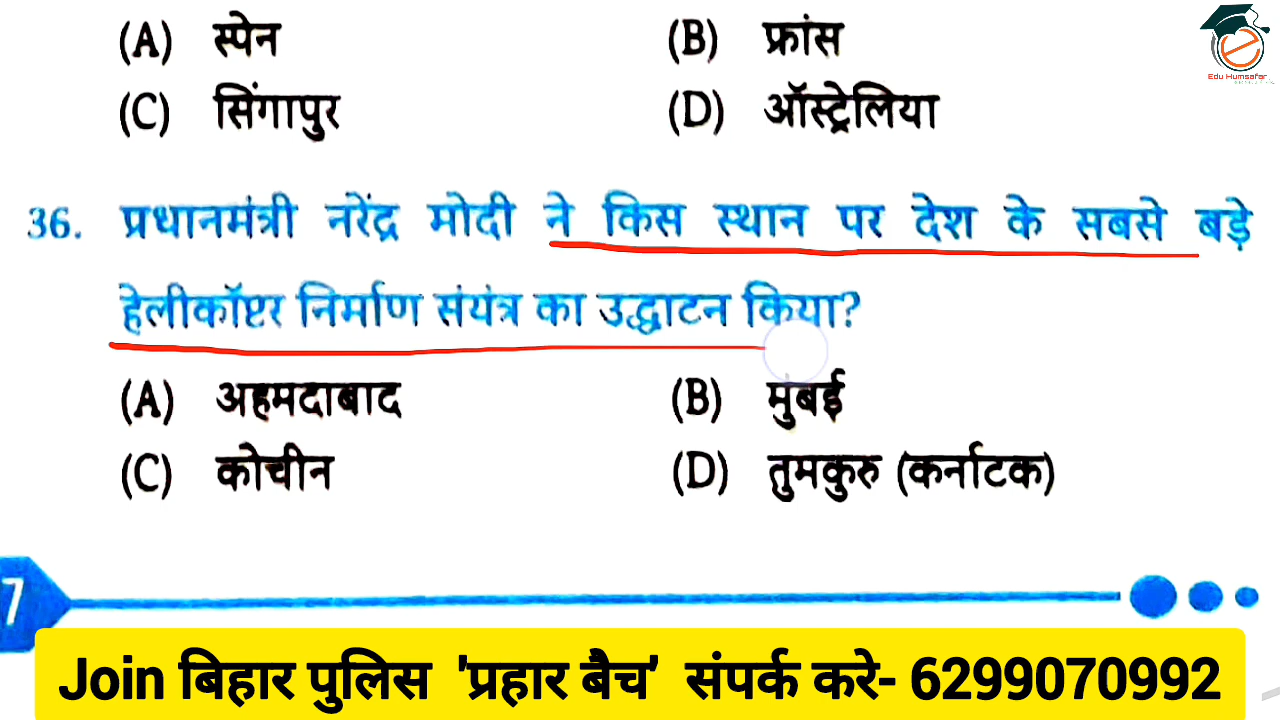 (A) स्पेन (B) फ्रांस
Edu Humsafar
(C) सिंगापुर (D) ऑस्ट्रेलिया
36. प्रधानमंत्री नरेंद्र मोदी ने किस स्थान पर देश के सबसे बड़े
हेलीकॉप्टर निर्माण संयंत्र का उद्घाटन किया?
(A) अहमदाबाद (B) मुंबई
(C) कोचीन (D) तुमकुरु (कर्नाटक)
7
Join बिहार पुलिस 'प्रहार बैच' संपर्क करे- 6299070992